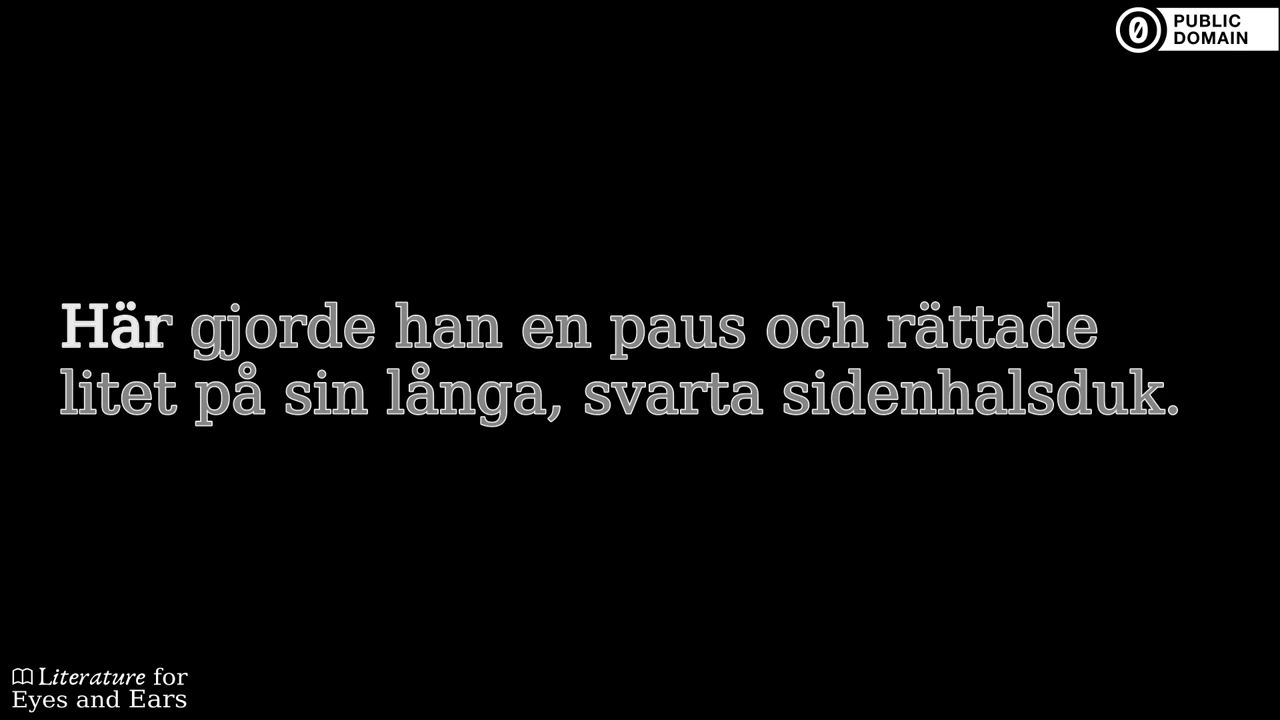 PUBLIC
DOMAIN
Här gjorde han en paus och rättade
litet på sin långa, svarta sidenhalsduk.
Literature for
Eyes and Ears